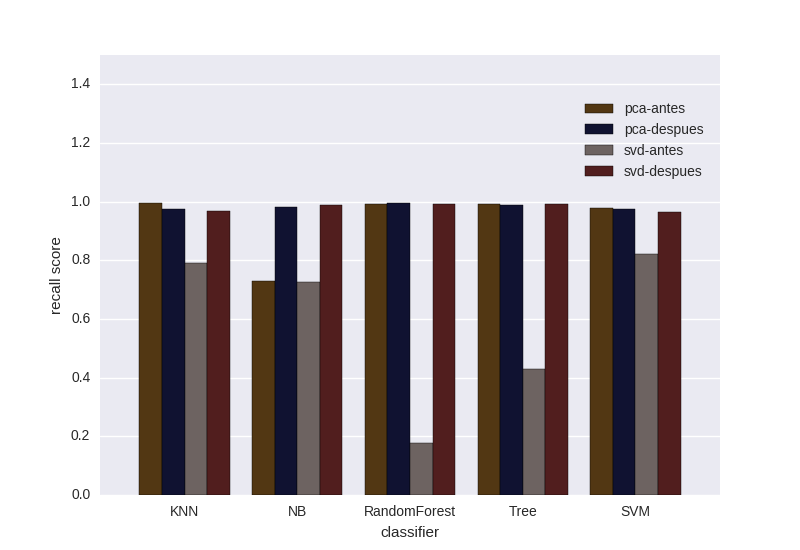 1.4
1.2
1.0
0.8
0.6
0.4
0.2
0.0
recall score
pca-antes
pca-despues
svd-antes
svd-despues
KNN NB RandomForest Tree SVM
classifier